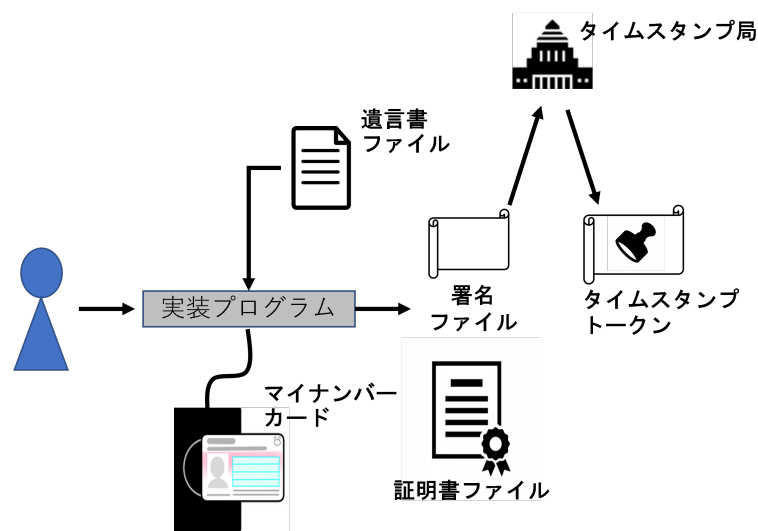 タイムスタンプ局
遺言書
ファイル
実装プログラム
署名
ファイル
タイムスタンプ
トークン
マイナンバー
カード
証明書ファイル